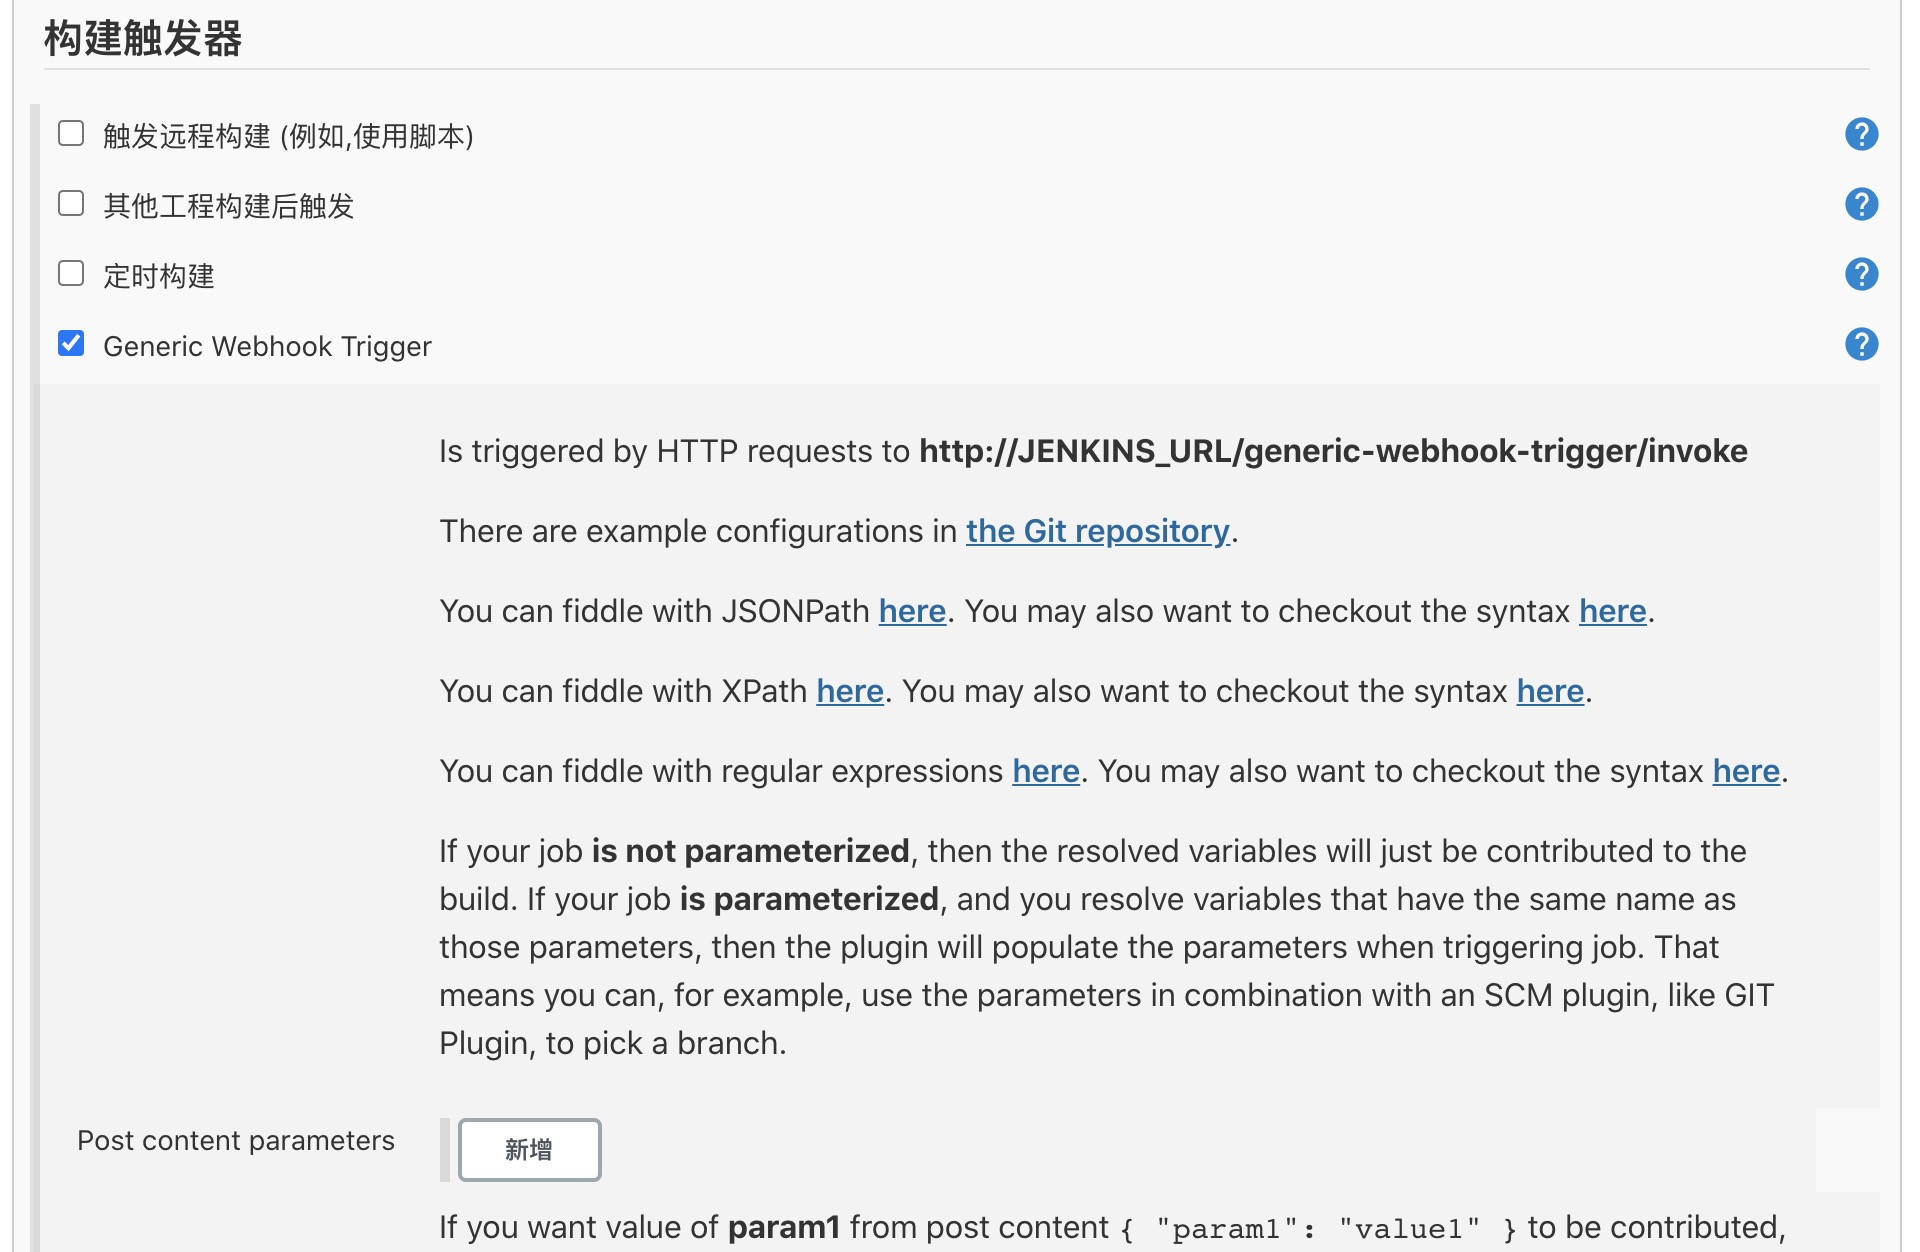 构建触发器
触发远程构建 (例如,使用脚本)
其他工程构建后触发
定时构建
Generic Webhook Trigger
Is triggered by HTTP requests to http://JENKINS_URL/generic-webhook-trigger/invoke
There are example configurations in the Git repository.
You can fiddle with JSONPath here. You may also want to checkout the syntax here.
You can fiddle with XPath here. You may also want to checkout the syntax here.
You can fiddle with regular expressions here. You may also want to checkout the syntax here.
If your job is not parameterized, then the resolved variables will just be contributed to the
build. If your job is parameterized, and you resolve variables that have the same name as
those parameters, then the plugin will populate the parameters when triggering job. That
means you can, for example, use the parameters in combination with an SCM plugin, like GIT
Plugin, to pick a branch.
Post content parameters
新增
If you want value of param1 from post content { "param1": "value1" } to be contributed,